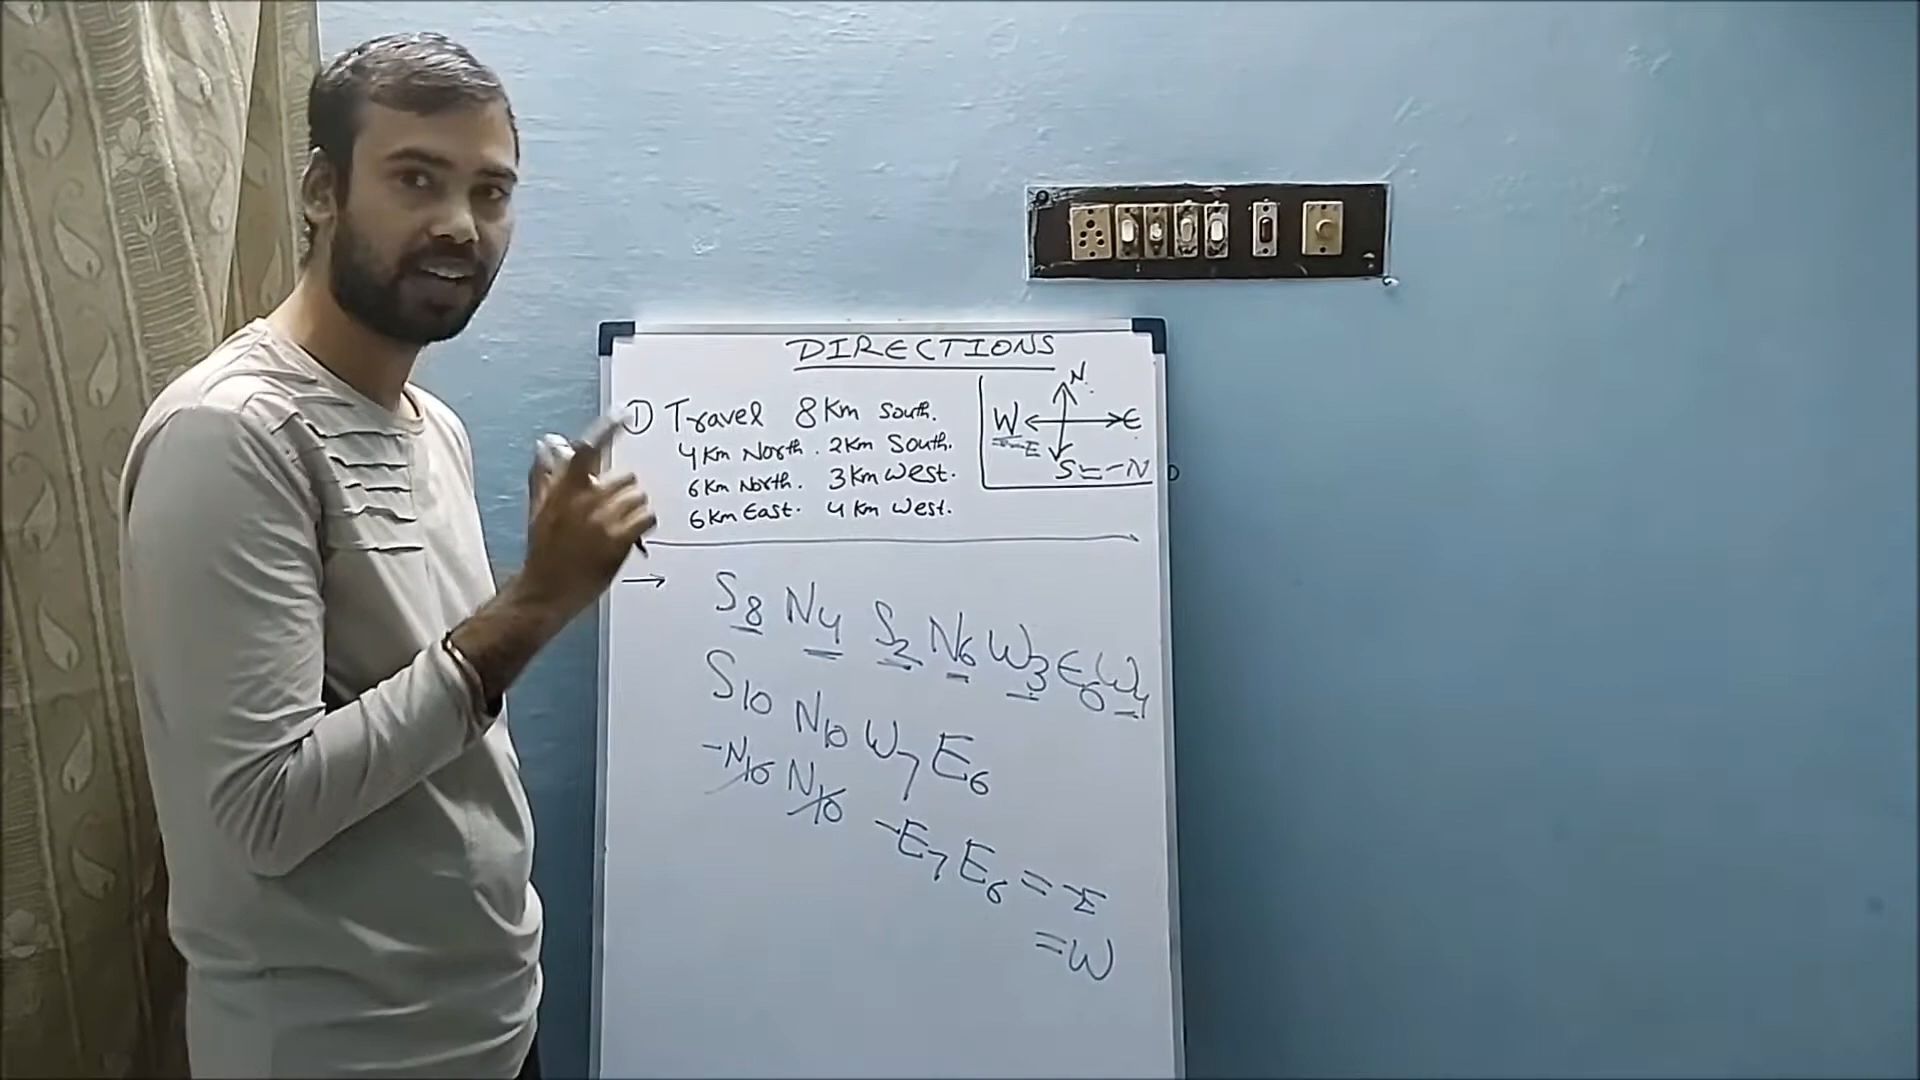 DIRECTIONS
① Travel 8 Km South.
4 Km North. 2 Km South.
6 Km North. 3 Km West.
6 Km East. 4 Km West.
N
W E
=-E
S=-N
→ S8 N4 S2 N6 W3 E6 W4
S10 N10 W7 E6
-N10 N10 -E7 E6 = -E
=W